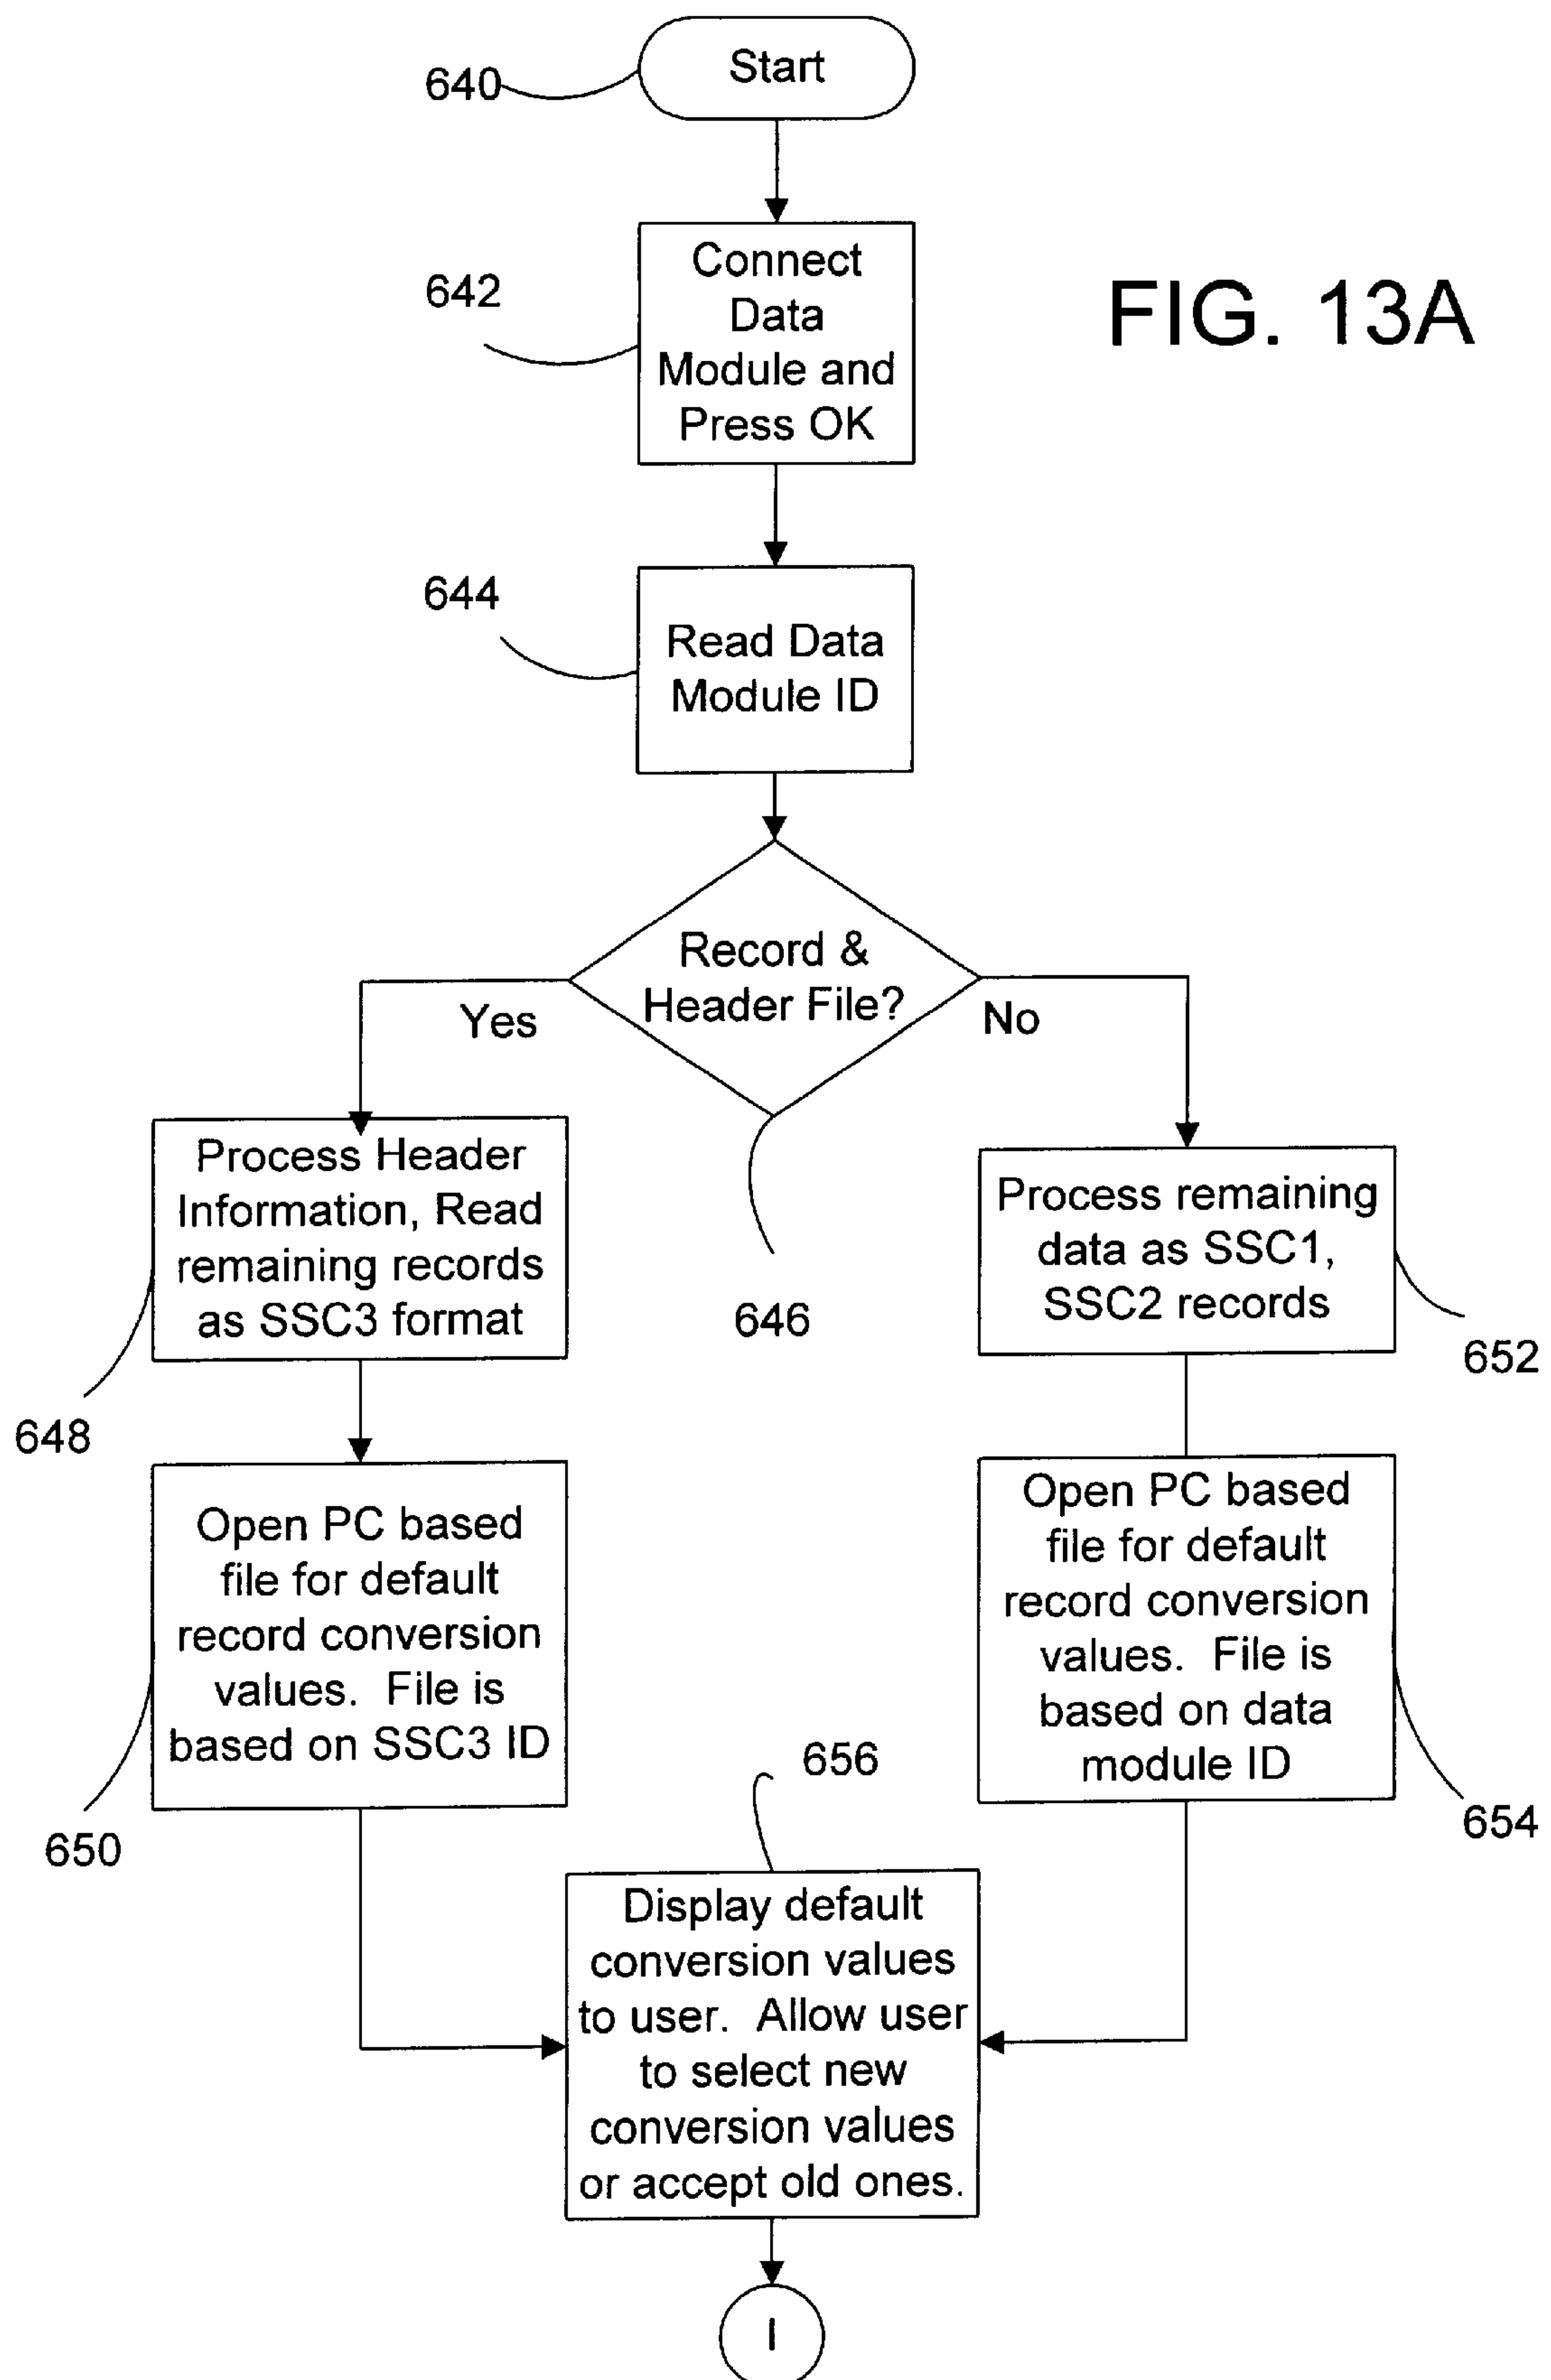 640
Start
642
Connect
Data
Module and
Press OK
FIG. 13A
644
Read Data
Module ID
Record &
Header File?
Yes
No
646
Process Header
Information, Read
remaining records
as SSC3 format
648
Process remaining
data as SSC1,
SSC2 records
652
Open PC based
file for default
record conversion
values. File is
based on SSC3 ID
650
Open PC based
file for default
record conversion
values. File is
based on data
module ID
654
656
Display default
conversion values
to user. Allow user
to select new
conversion values
or accept old ones.
I